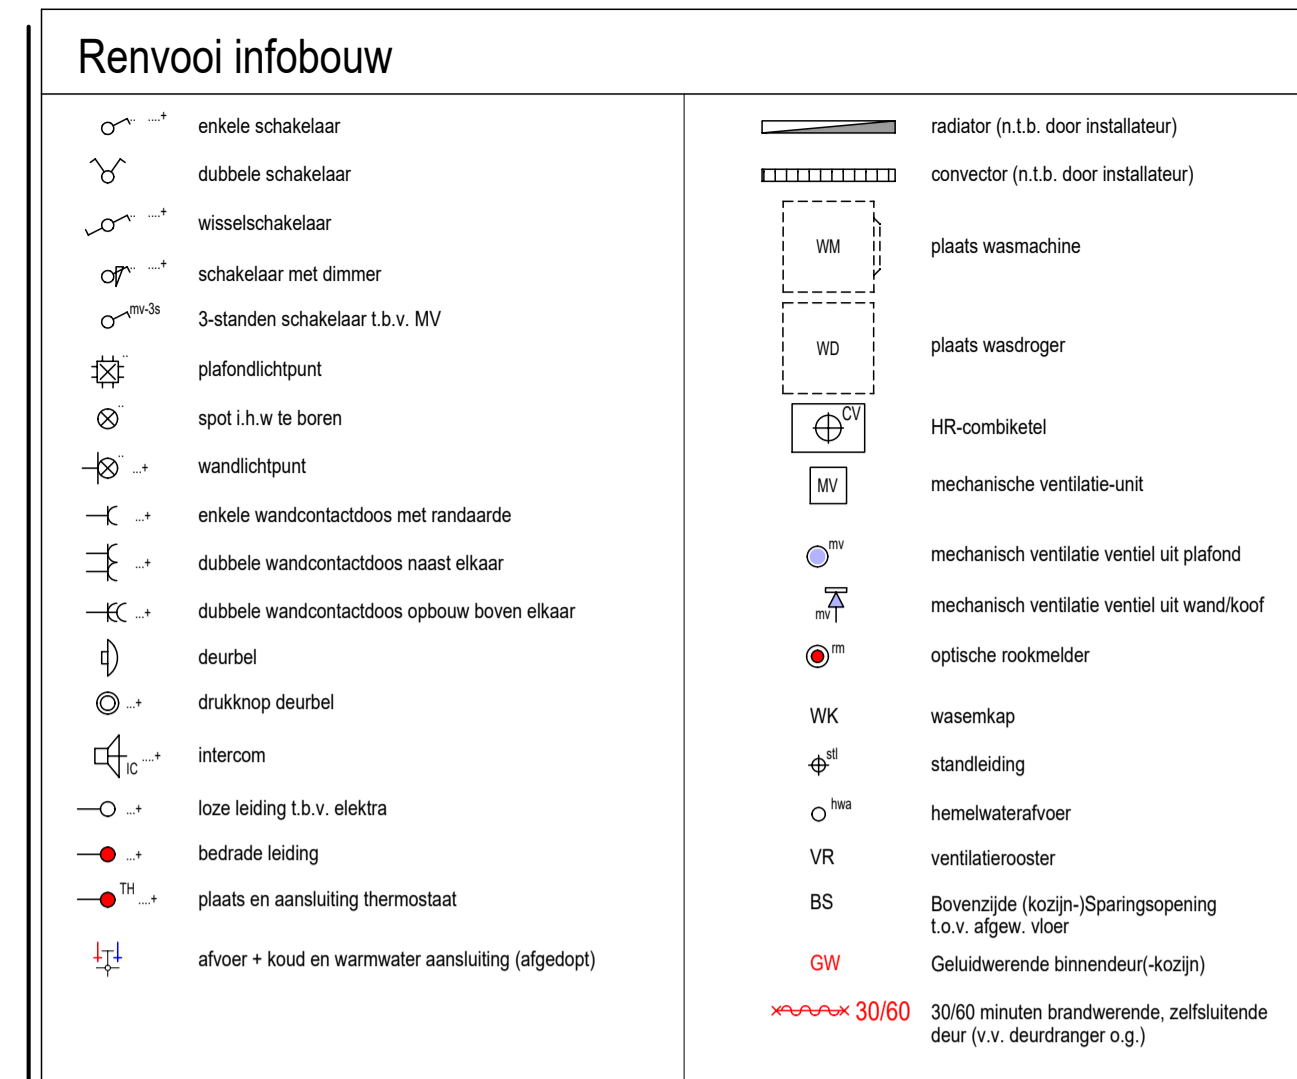 Renvooi infobouw
.. ....+ enkele schakelaar
dubbele schakelaar
.. ....+ wisselschakelaar
.. ....+ schakelaar met dimmer
mv-3s 3-standen schakelaar t.b.v. MV
.. plafondlichtpunt
.. spot i.h.w te boren
.. ...+ wandlichtpunt
...+ enkele wandcontactdoos met randaarde
...+ dubbele wandcontactdoos naast elkaar
...+ dubbele wandcontactdoos opbouw boven elkaar
deurbel
...+ drukknop deurbel
IC ....+ intercom
...+ loze leiding t.b.v. elektra
...+ bedrade leiding
TH ....+ plaats en aansluiting thermostaat
afvoer + koud en warmwater aansluiting (afgedopt)
radiator (n.t.b. door installateur)
convector (n.t.b. door installateur)
WM plaats wasmachine
WD plaats wasdroger
CV HR-combiketel
MV mechanische ventilatie-unit
mv mechanisch ventilatie ventiel uit plafond
mv mechanisch ventilatie ventiel uit wand/koof
rm optische rookmelder
WK wasemkap
stl standleiding
hwa hemelwaterafvoer
VR ventilatierooster
BS Bovenzijde (kozijn-)Sparingsopening
t.o.v. afgew. vloer
GW Geluidwerende binnendeur(-kozijn)
30/60 30/60 minuten brandwerende, zelfsluitende
deur (v.v. deurdranger o.g.)